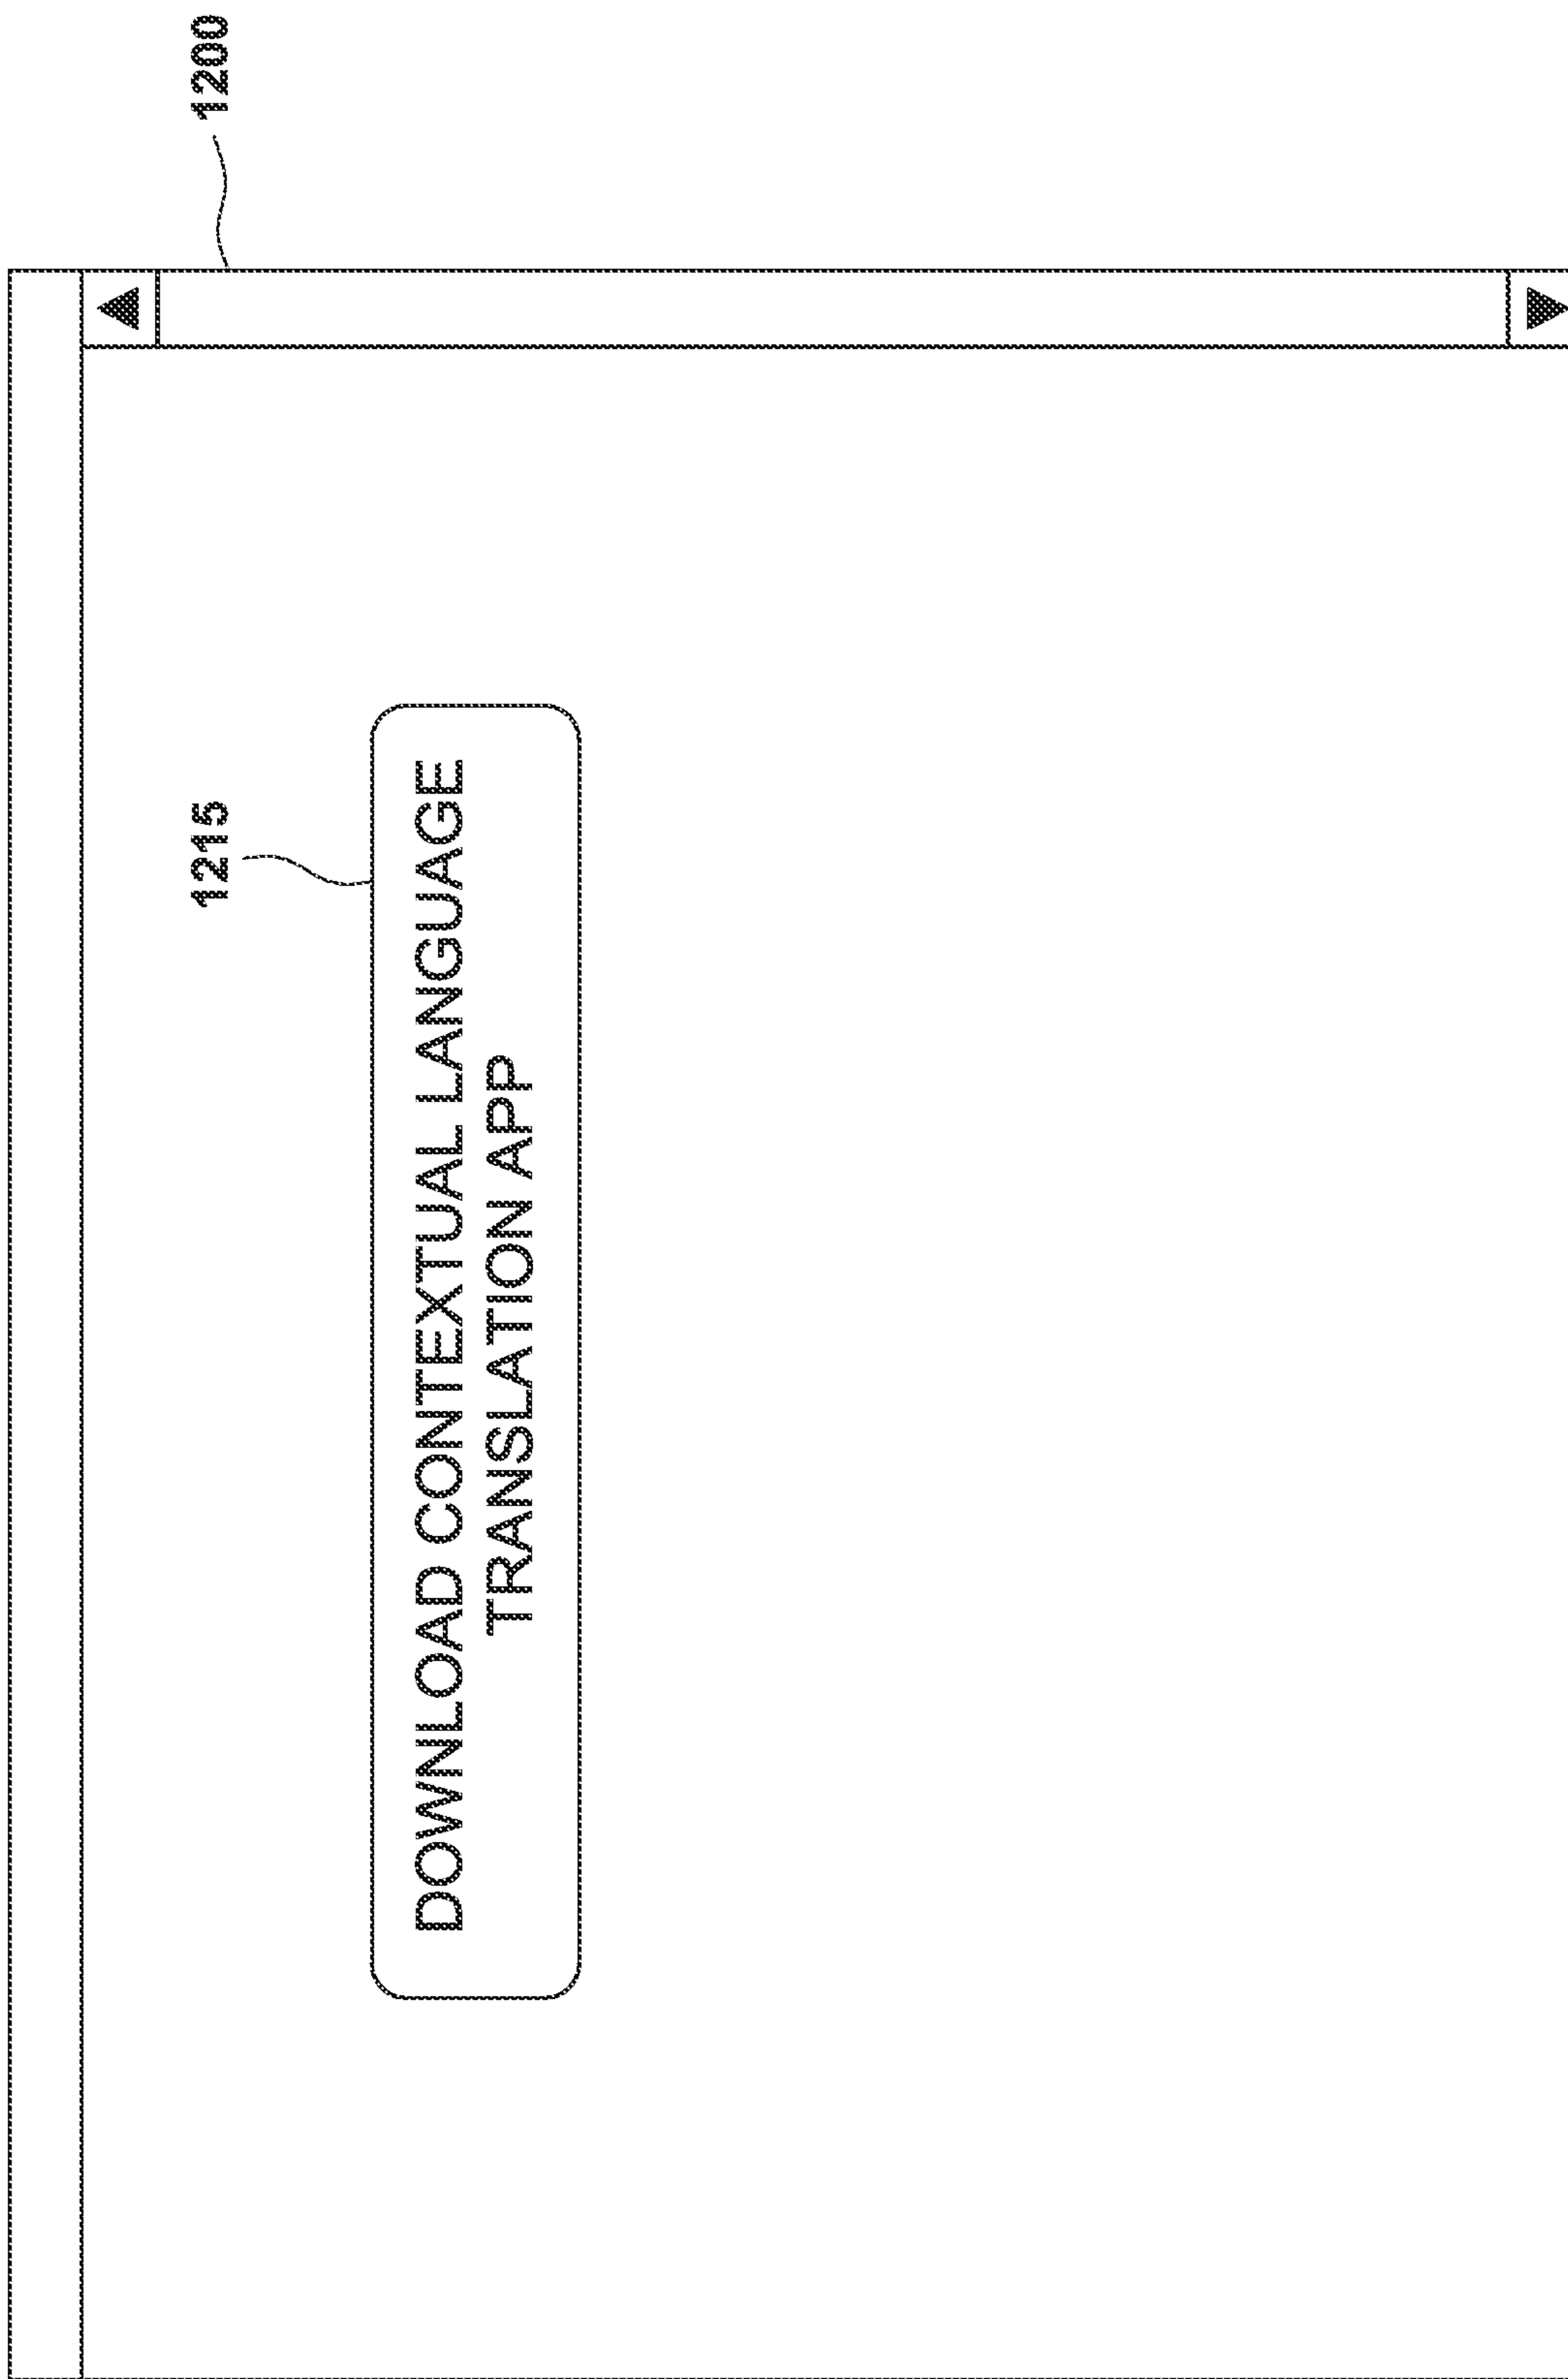 1200
1215
DOWNLOAD CONTEXTUAL LANGUAGE
TRANSLATION APP